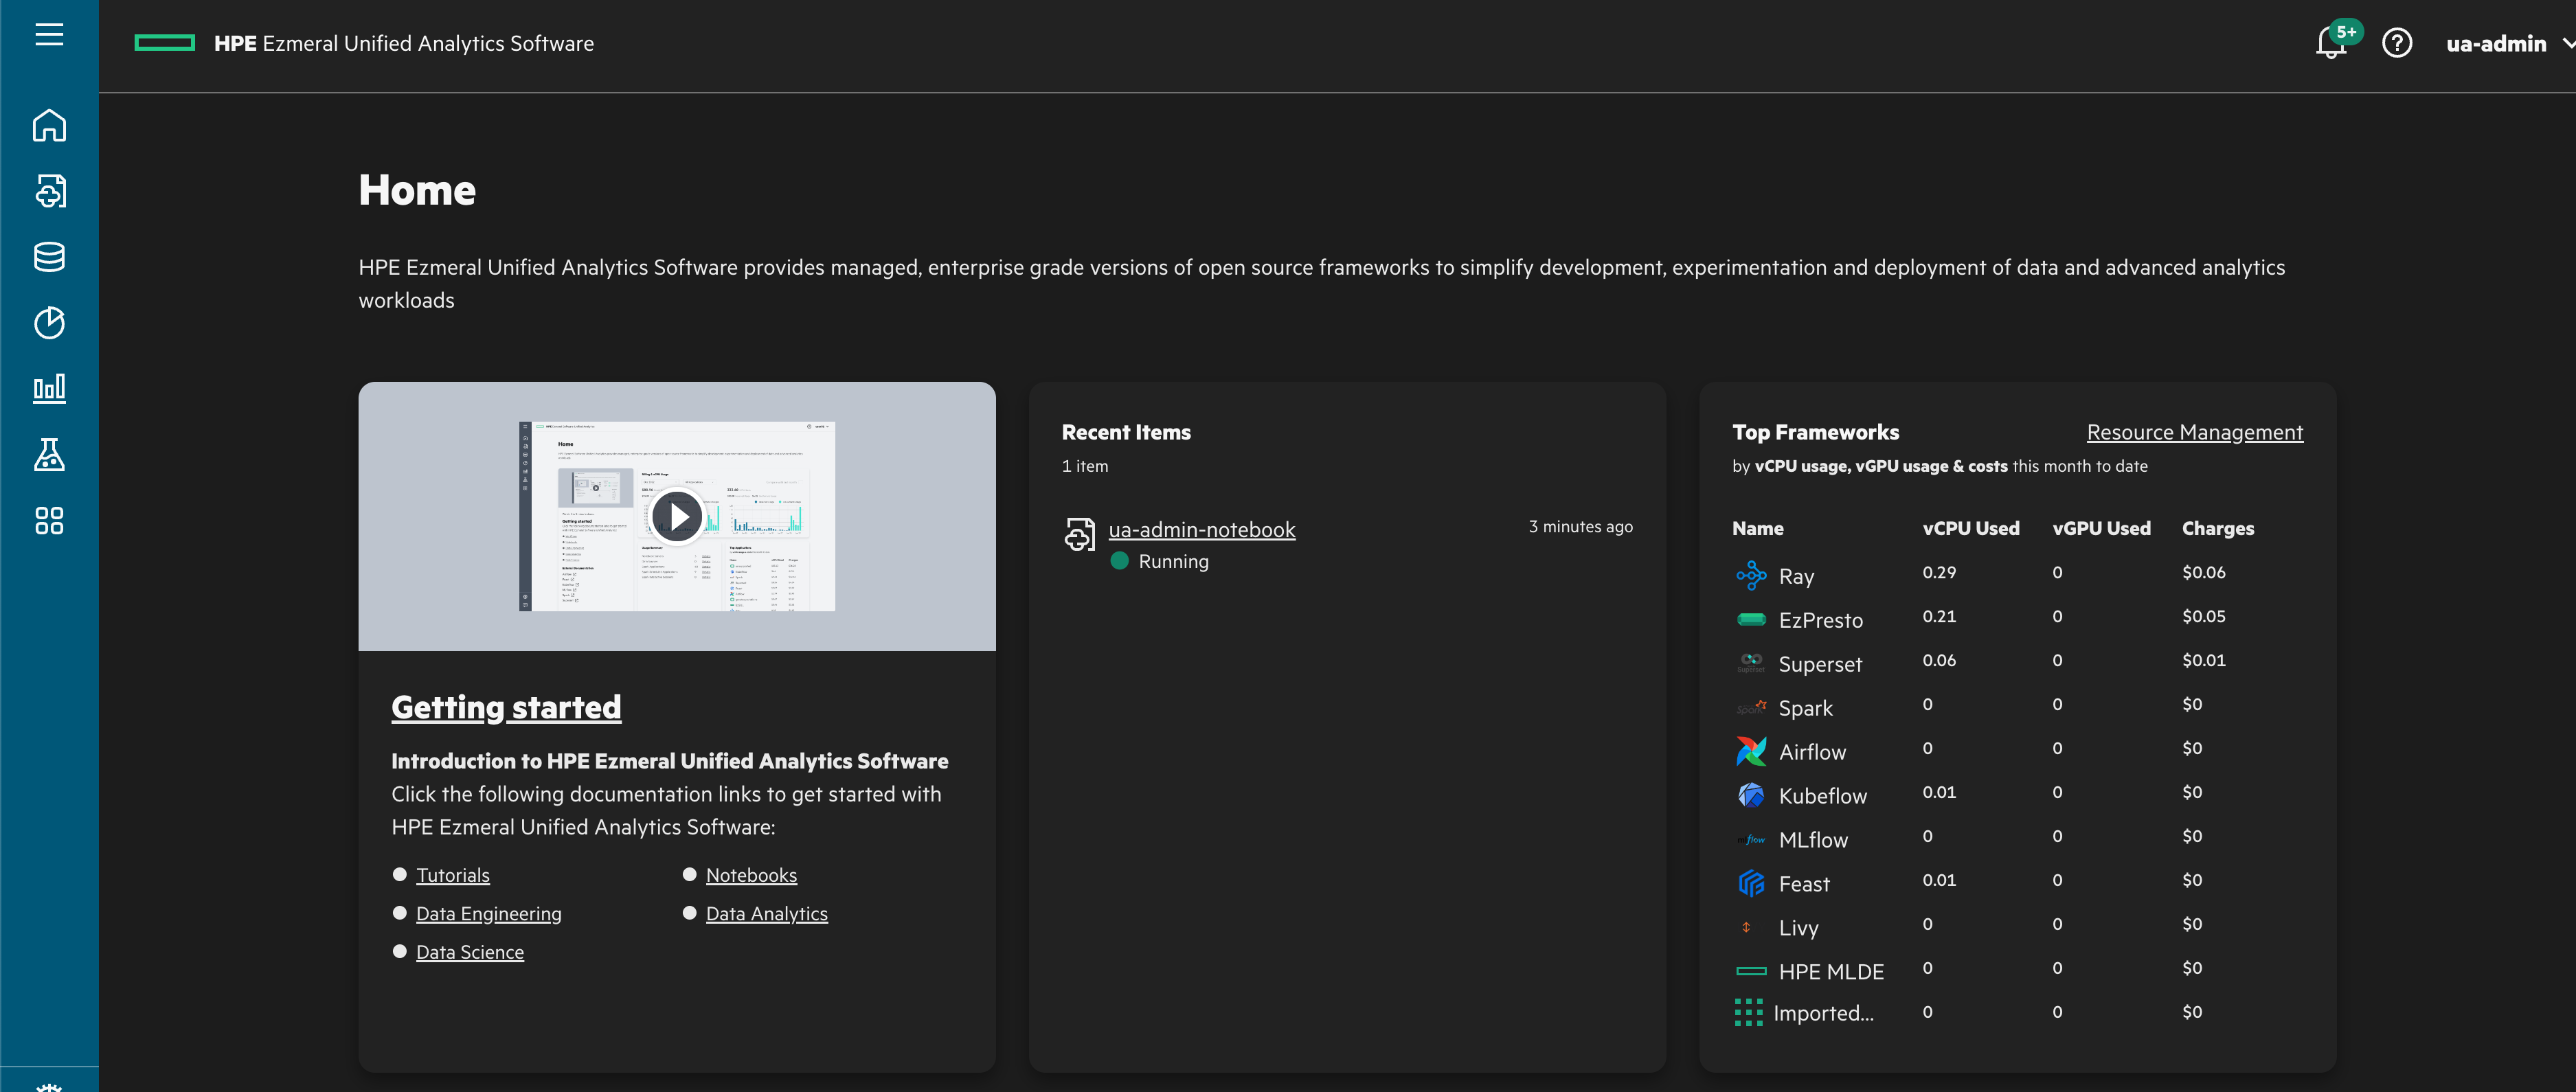 HPE Ezmeral Unified Analytics Software
5+
ua-admin
Home
HPE Ezmeral Unified Analytics Software provides managed, enterprise grade versions of open source frameworks to simplify development, experimentation and deployment of data and advanced analytics
workloads
Home
Getting started
Introduction to HPE Ezmeral Unified Analytics Software
Click the following documentation links to get started with
HPE Ezmeral Unified Analytics Software:
Tutorials
Notebooks
Data Engineering
Data Analytics
Data Science
Recent Items
1 item
ua-admin-notebook
3 minutes ago
Running
Top Frameworks
Resource Management
by vCPU usage, vGPU usage & costs this month to date
Name vCPU Used vGPU Used Charges
Ray 0.29 0 $0.06
EzPresto 0.21 0 $0.05
Superset 0.06 0 $0.01
Spark 0 0 $0
Airflow 0 0 $0
Kubeflow 0.01 0 $0
MLflow 0 0 $0
Feast 0.01 0 $0
Livy 0 0 $0
HPE MLDE 0 0 $0
Imported... 0 0 $0